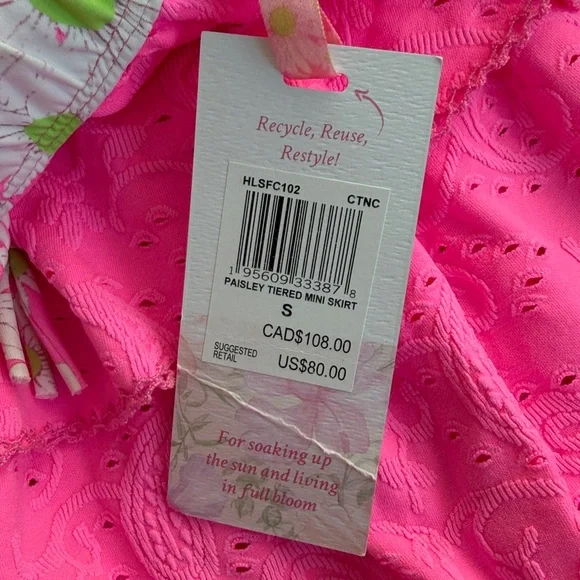 Recycle, Reuse,
Restyle!
HLSFC102 CTNC
1 95609 33387 8
PAISLEY TIERED MINI SKIRT
S
CAD$108.00
SUGGESTED
RETAIL US$80.00
For soaking up
the sun and living
in full bloom